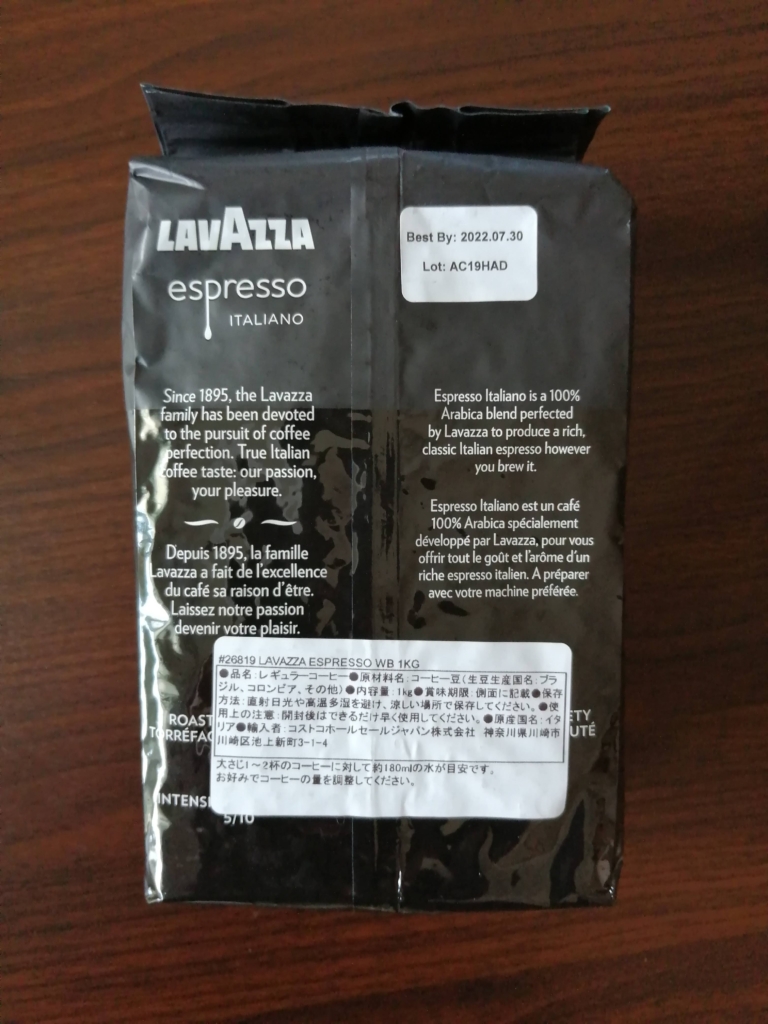 LAVAZZA
espresso
ITALIANO
Best By: 2022.07.30
Lot: AC19HAD
Since 1895, the Lavazza
family has been devoted
to the pursuit of coffee
perfection. True Italian
coffee taste: our passion,
your pleasure.
Depuis 1895, la famille
Lavazza a fait de l'excellence
du café sa raison d'être.
Laissez notre passion
devenir votre plaisir.
Espresso Italiano is a 100%
Arabica blend perfected
by Lavazza to produce a rich,
classic Italian espresso however
you brew it.
Espresso Italiano est un café
100% Arabica spécialement
développé par Lavazza, pour vous
offrir tout le goût et l'arôme d'un
riche espresso italien. A préparer
avec votre machine préférée.
#26819 LAVAZZA ESPRESSO WB 1KG
●品名:レギュラーコーヒー●原材料名:コーヒー豆(生豆生産国名:ブラ
ジル、コロンビア、その他)●内容量:1kg●賞味期限:側面に記載●保存
方法:直射日光や高温多湿を避け、涼しい場所で保存してください。●使
用上の注意:開封後はできるだけ早く使用してください。●原産国名:イタ
リア●輸入者:コストコホールセールジャパン株式会社 神奈川県川崎市
川崎区池上新町3-1-4
大さじ1~2杯のコーヒーに対して約180mlの水が目安です。
お好みでコーヒーの量を調整してください。
ROAST
TORRÉFAC
ETY
UTÉ
INTENSI
5/10